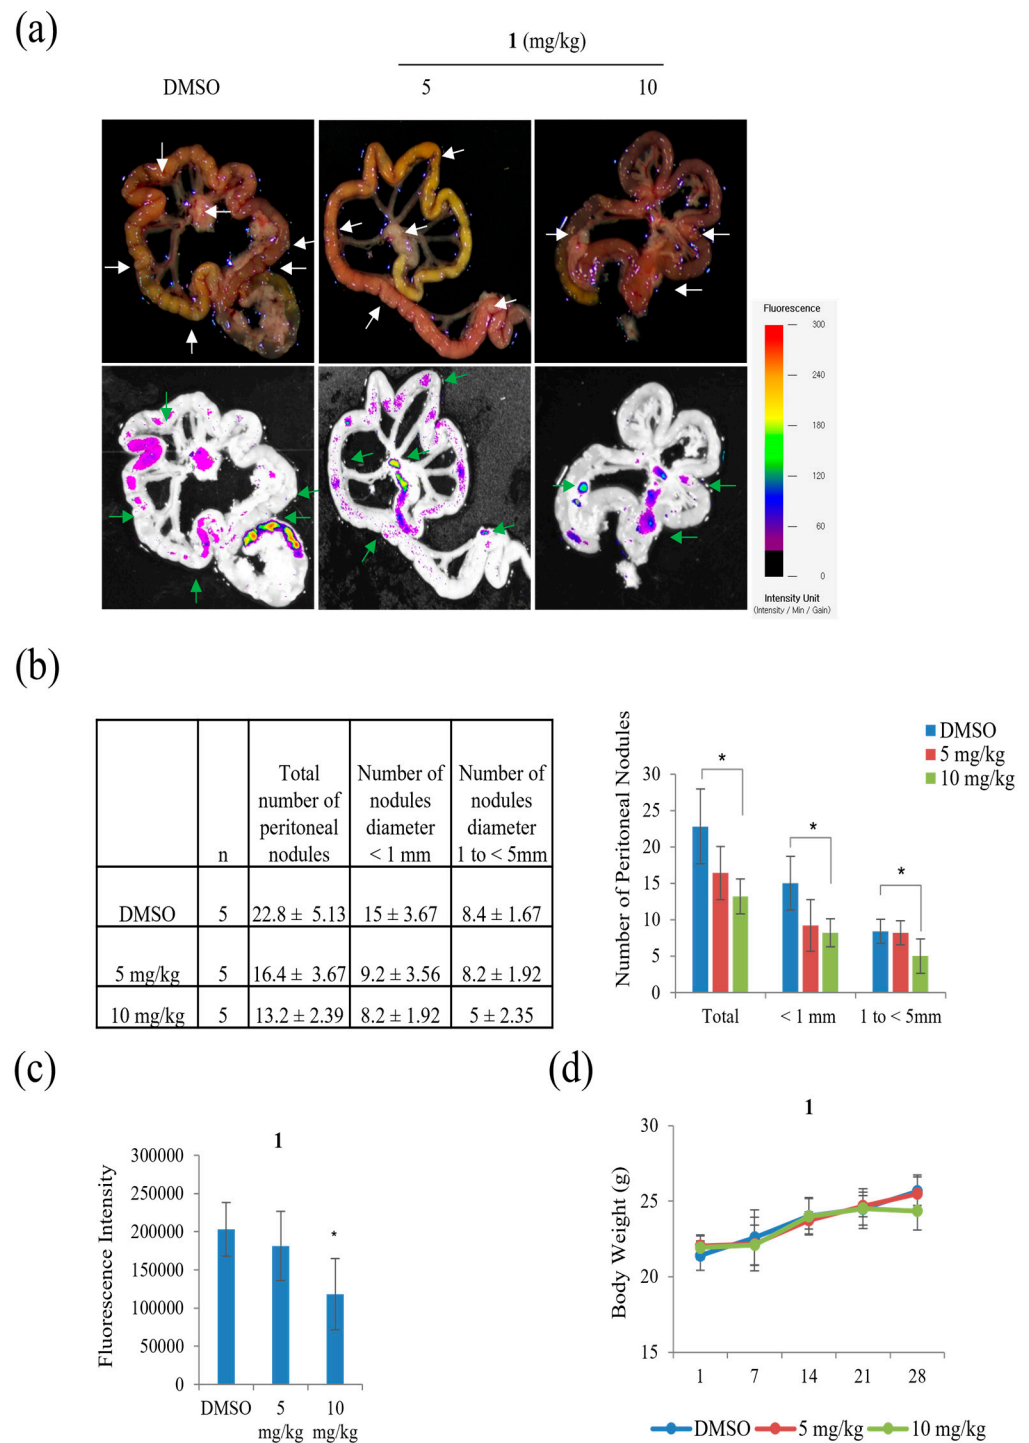 (a)
1 (mg/kg)
DMSO 5 10
Fluorescence
300
240
180
120
60
0
Intensity Unit
(Intensity / Min / Gain)
(b)
n Total number of peritoneal nodules Number of nodules diameter < 1 mm Number of nodules diameter 1 to < 5mm
DMSO 5 22.8 ± 5.13 15 ± 3.67 8.4 ± 1.67
5 mg/kg 5 16.4 ± 3.67 9.2 ± 3.56 8.2 ± 1.92
10 mg/kg 5 13.2 ± 2.39 8.2 ± 1.92 5 ± 2.35
Number of Peritoneal Nodules
DMSO
5 mg/kg
10 mg/kg
30
25
20
15
10
5
0
* * *
Total < 1 mm 1 to < 5mm
(c)
1
Fluorescence Intensity
300000
250000
200000
150000
100000
50000
0
*
DMSO 5 10
mg/kg mg/kg
(d)
1
Body Weight (g)
30
25
20
15
1 7 14 21 28
DMSO 5 mg/kg 10 mg/kg